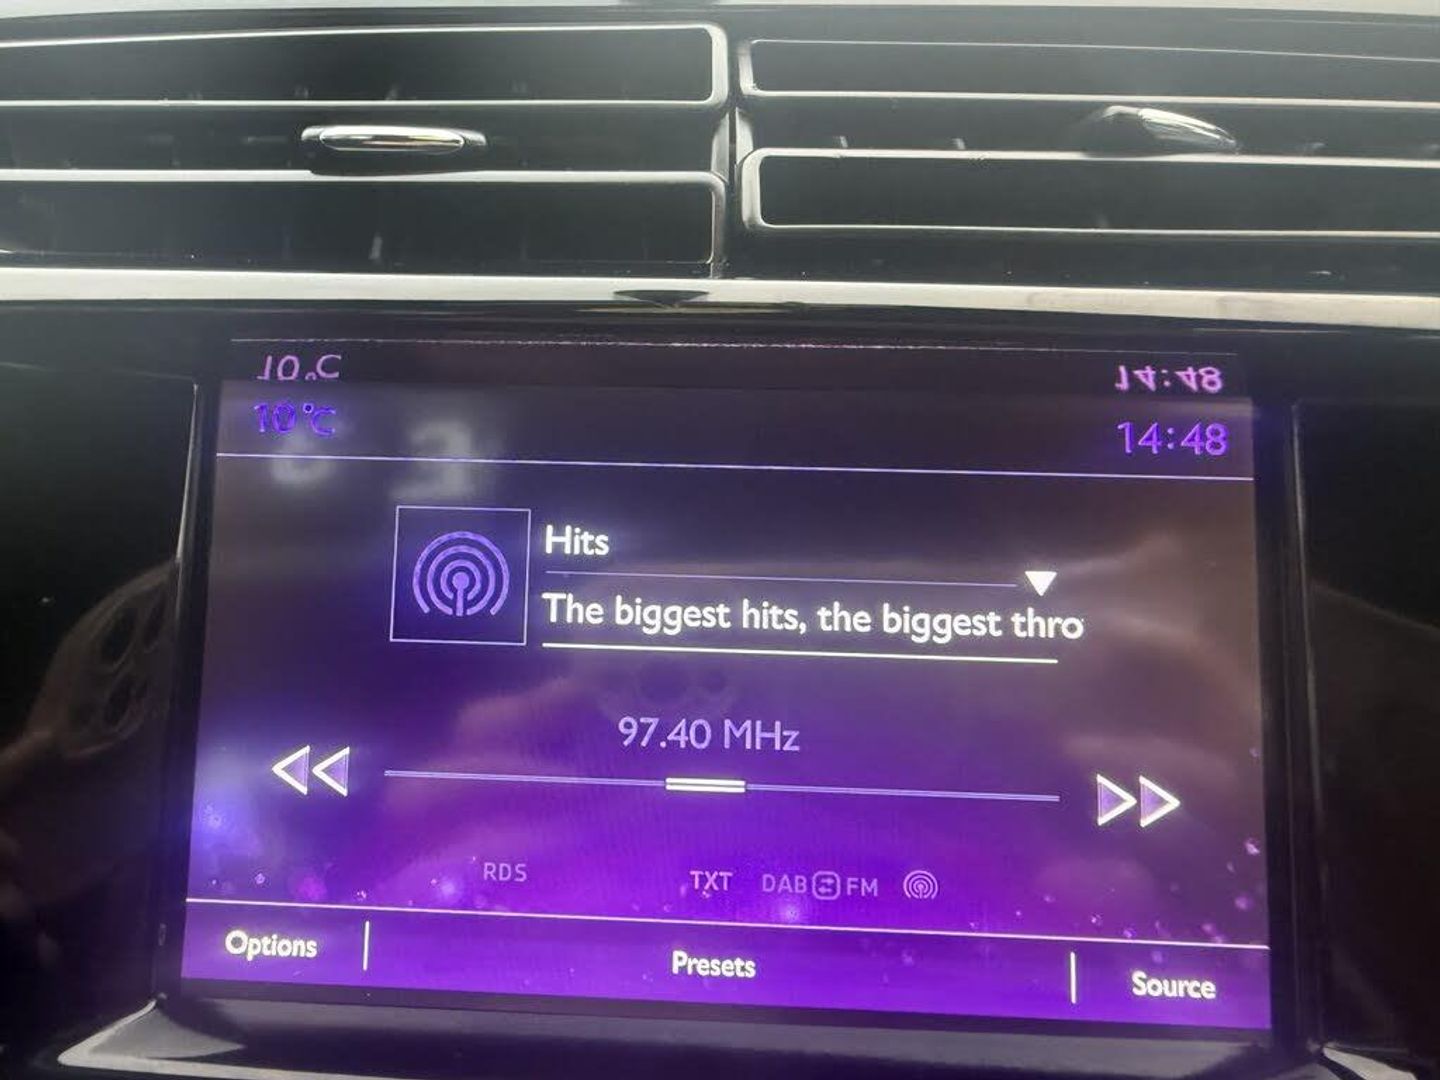 10°C 14:48
Hits
The biggest hits, the biggest thro
97.40 MHz
RDS TXT DAB FM
Options Presets Source